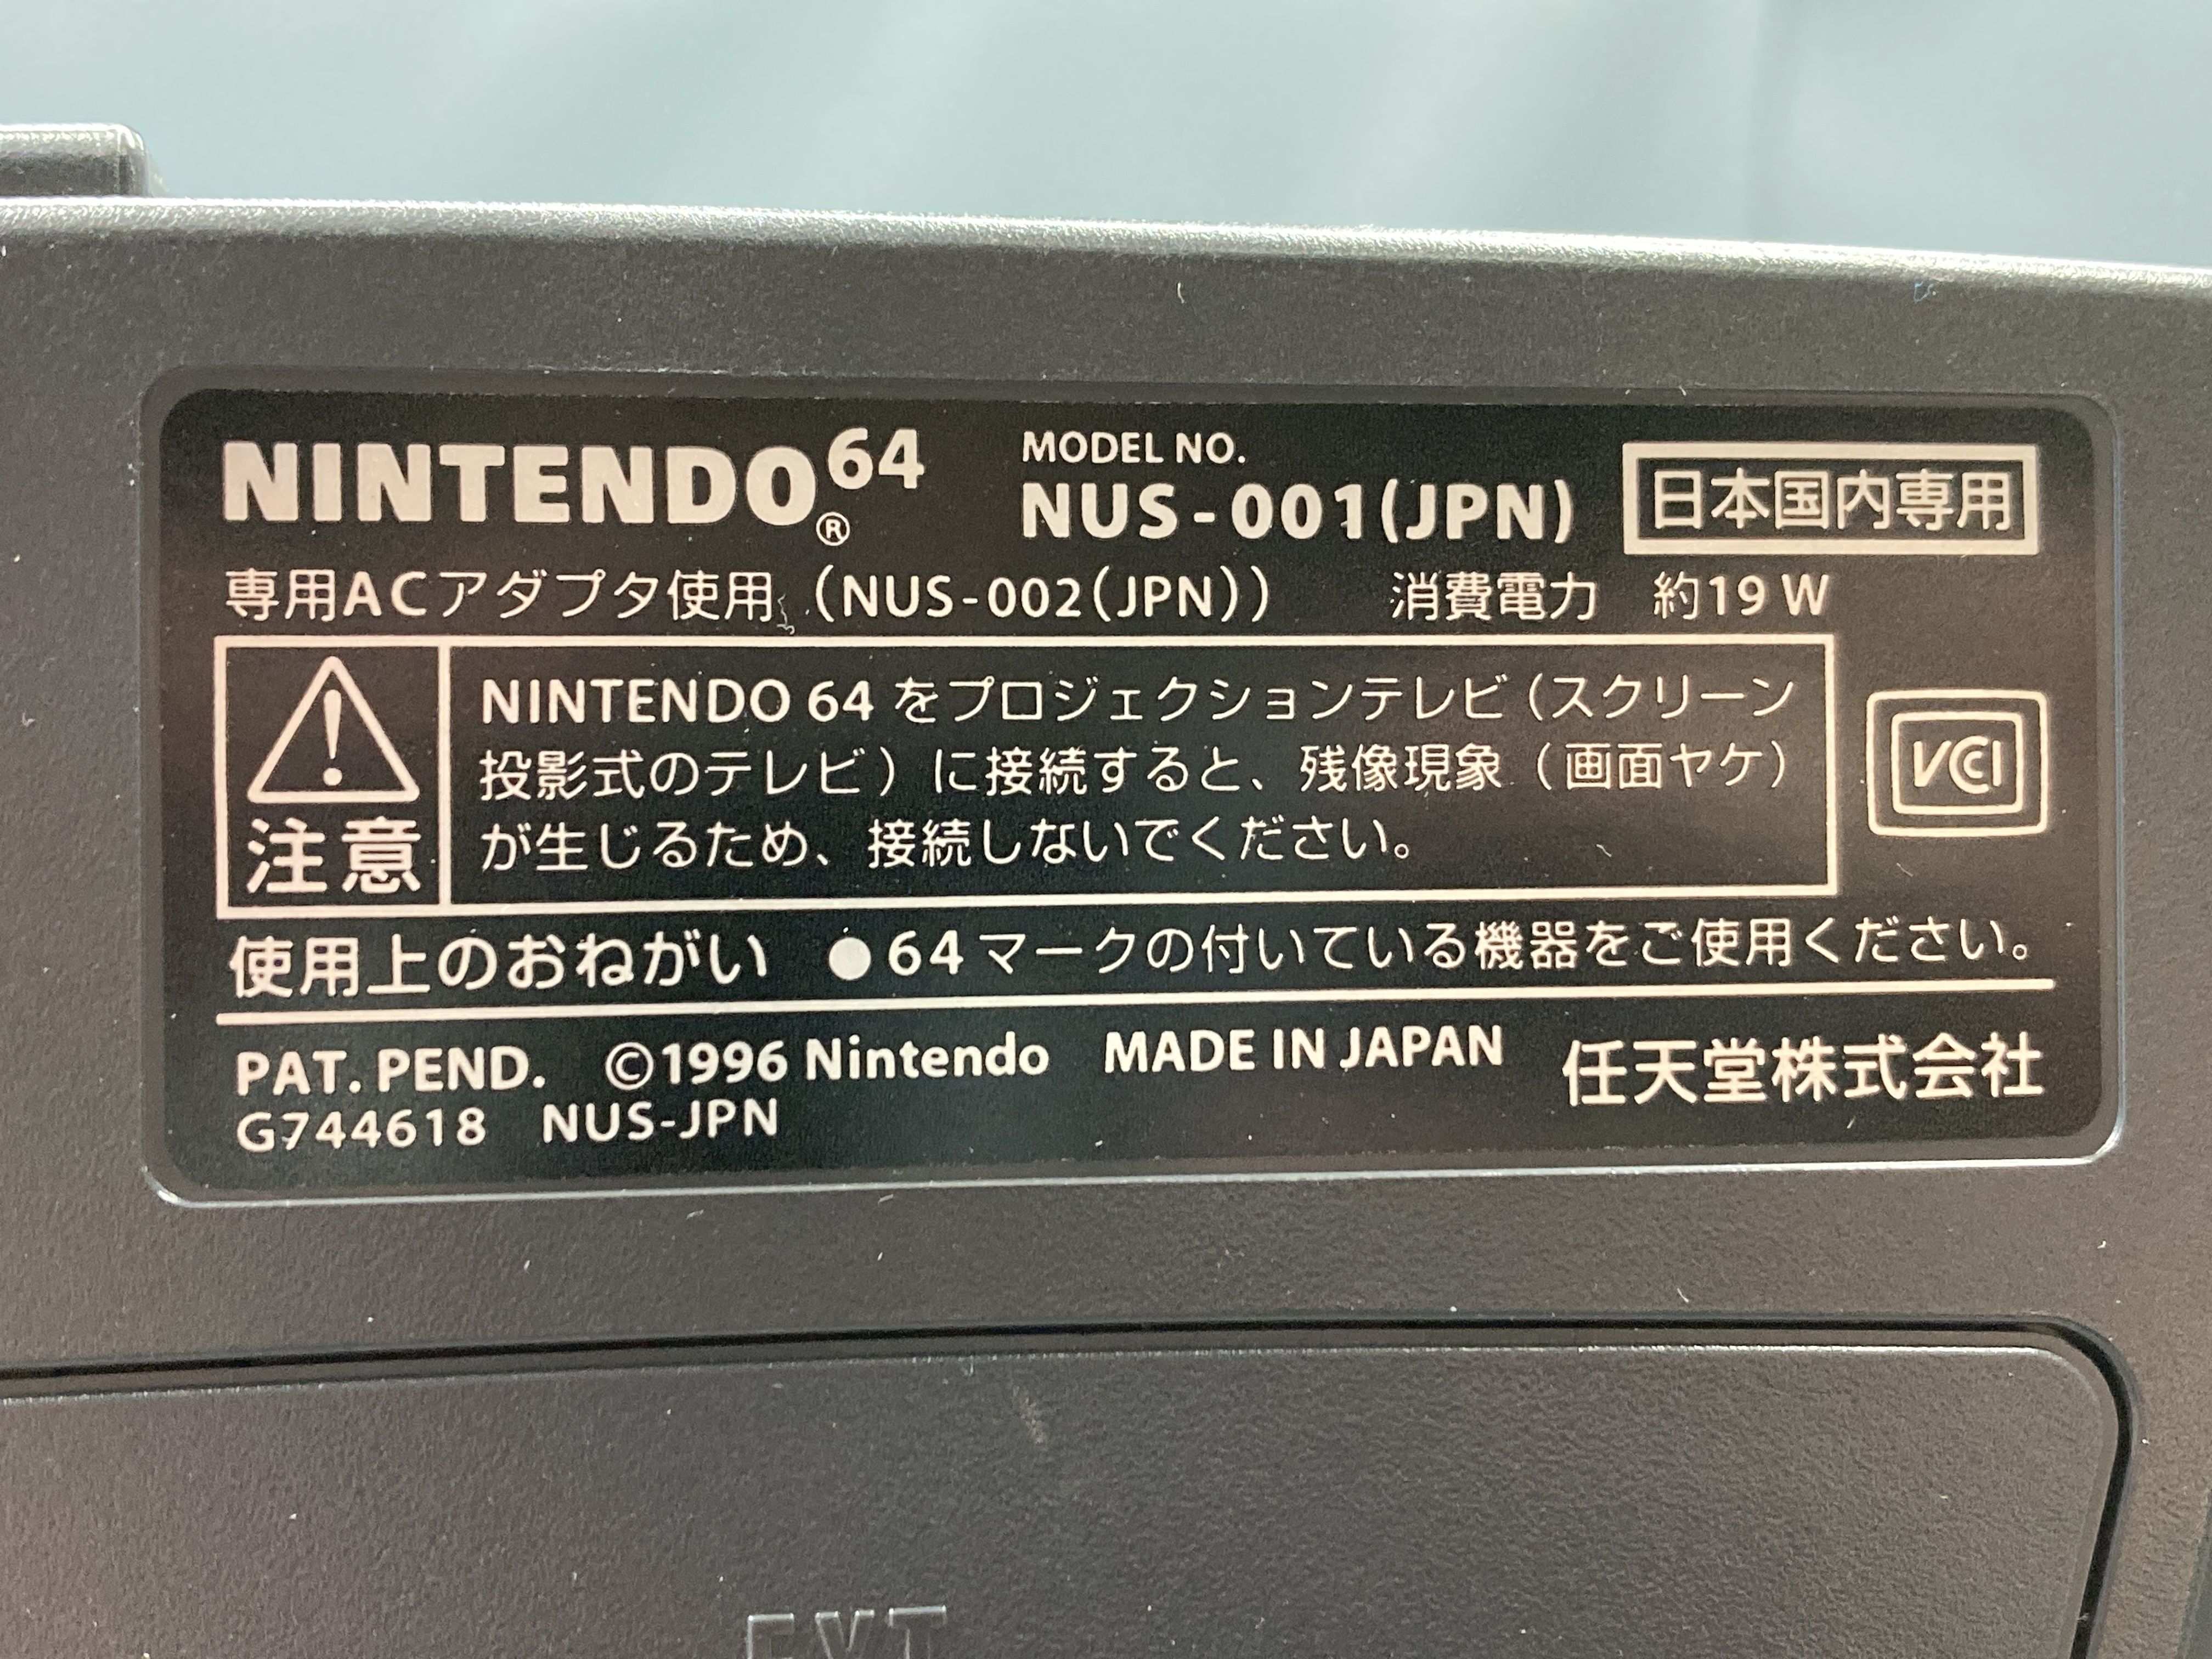 NINTENDO64®
MODEL NO.
NUS-001(JPN)
日本国内専用
専用ACアダプタ使用（NUS-002(JPN)）　消費電力　約19 W
注意
NINTENDO 64 をプロジェクションテレビ（スクリーン
投影式のテレビ）に接続すると、残像現象（画面ヤケ）
が生じるため、接続しないでください。
VCCI
使用上のおねがい　●64マークの付いている機器をご使用ください。
PAT. PEND.　©1996 Nintendo　MADE IN JAPAN　任天堂株式会社
G744618　NUS-JPN
EXT